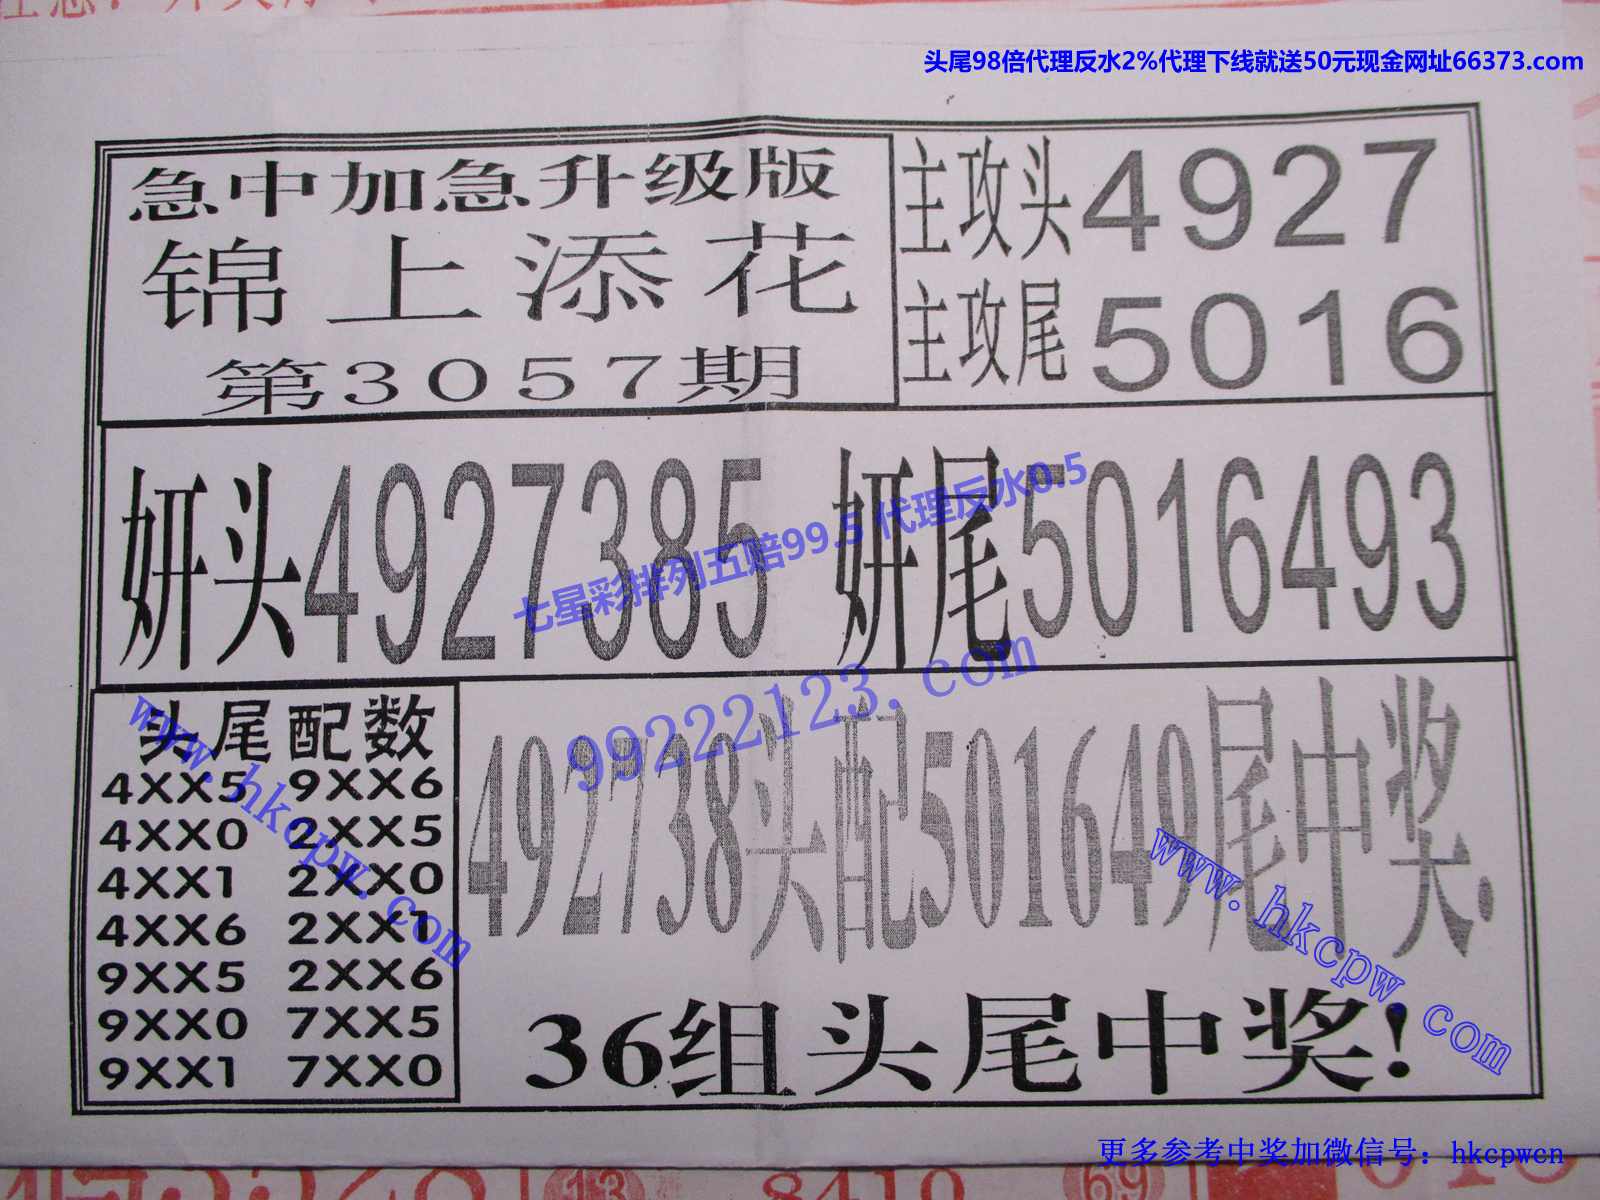 头尾98倍代理反水2%代理下线就送50元现金网址66373.com
急中加急升级版
锦上添花
第3057期
主攻头4927
主攻尾5016
妍头4927385 妍尾5016493
七星彩排列五赔99.5 代理反水0.5
99222123.com
头尾配数
4XX5 9XX6
4XX0 2XX5
4XX1 2XX0
4XX6 2XX1
9XX5 2XX6
9XX0 7XX5
9XX1 7XX0
www.hkcpw.com
492738头配501649尾中奖.
www.hkcpw.com
36组头尾中奖!
更多参考中奖加微信号：hkcpwcn
13
8410
69